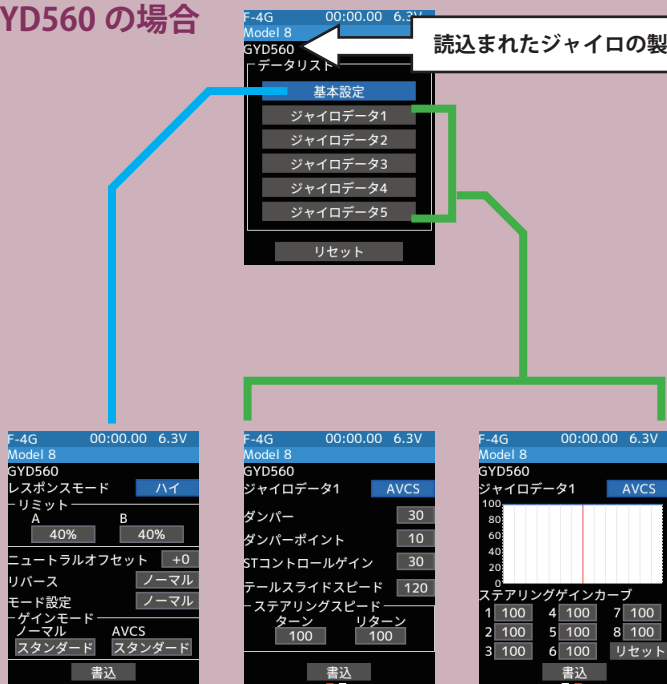 YD560 の場合
F-4G 00:00.00 6.3V
Model 8
GYD560
読込まれたジャイロの製
データリスト
基本設定
ジャイロデータ1
ジャイロデータ2
ジャイロデータ3
ジャイロデータ4
ジャイロデータ5
リセット
F-4G 00:00.00 6.3V
Model 8
GYD560
レスポンスモード ハイ
リミット
A B
40% 40%
ニュートラルオフセット +0
リバース ノーマル
モード設定 ノーマル
ゲインモード
ノーマル AVCS
スタンダード スタンダード
書込
F-4G 00:00.00 6.3V
Model 8
GYD560
ジャイロデータ1 AVCS
ダンパー 30
ダンパーポイント 10
STコントロールゲイン 30
テールスライドスピード 120
ステアリングスピード
ターン リターン
100 100
書込
F-4G 00:00.00 6.3V
Model 8
GYD560
ジャイロデータ1 AVCS
100
80
60
40
20
0
ステアリングゲインカーブ
1 100 4 100 7 100
2 100 5 100 8 100
3 100 6 100 リセット
書込